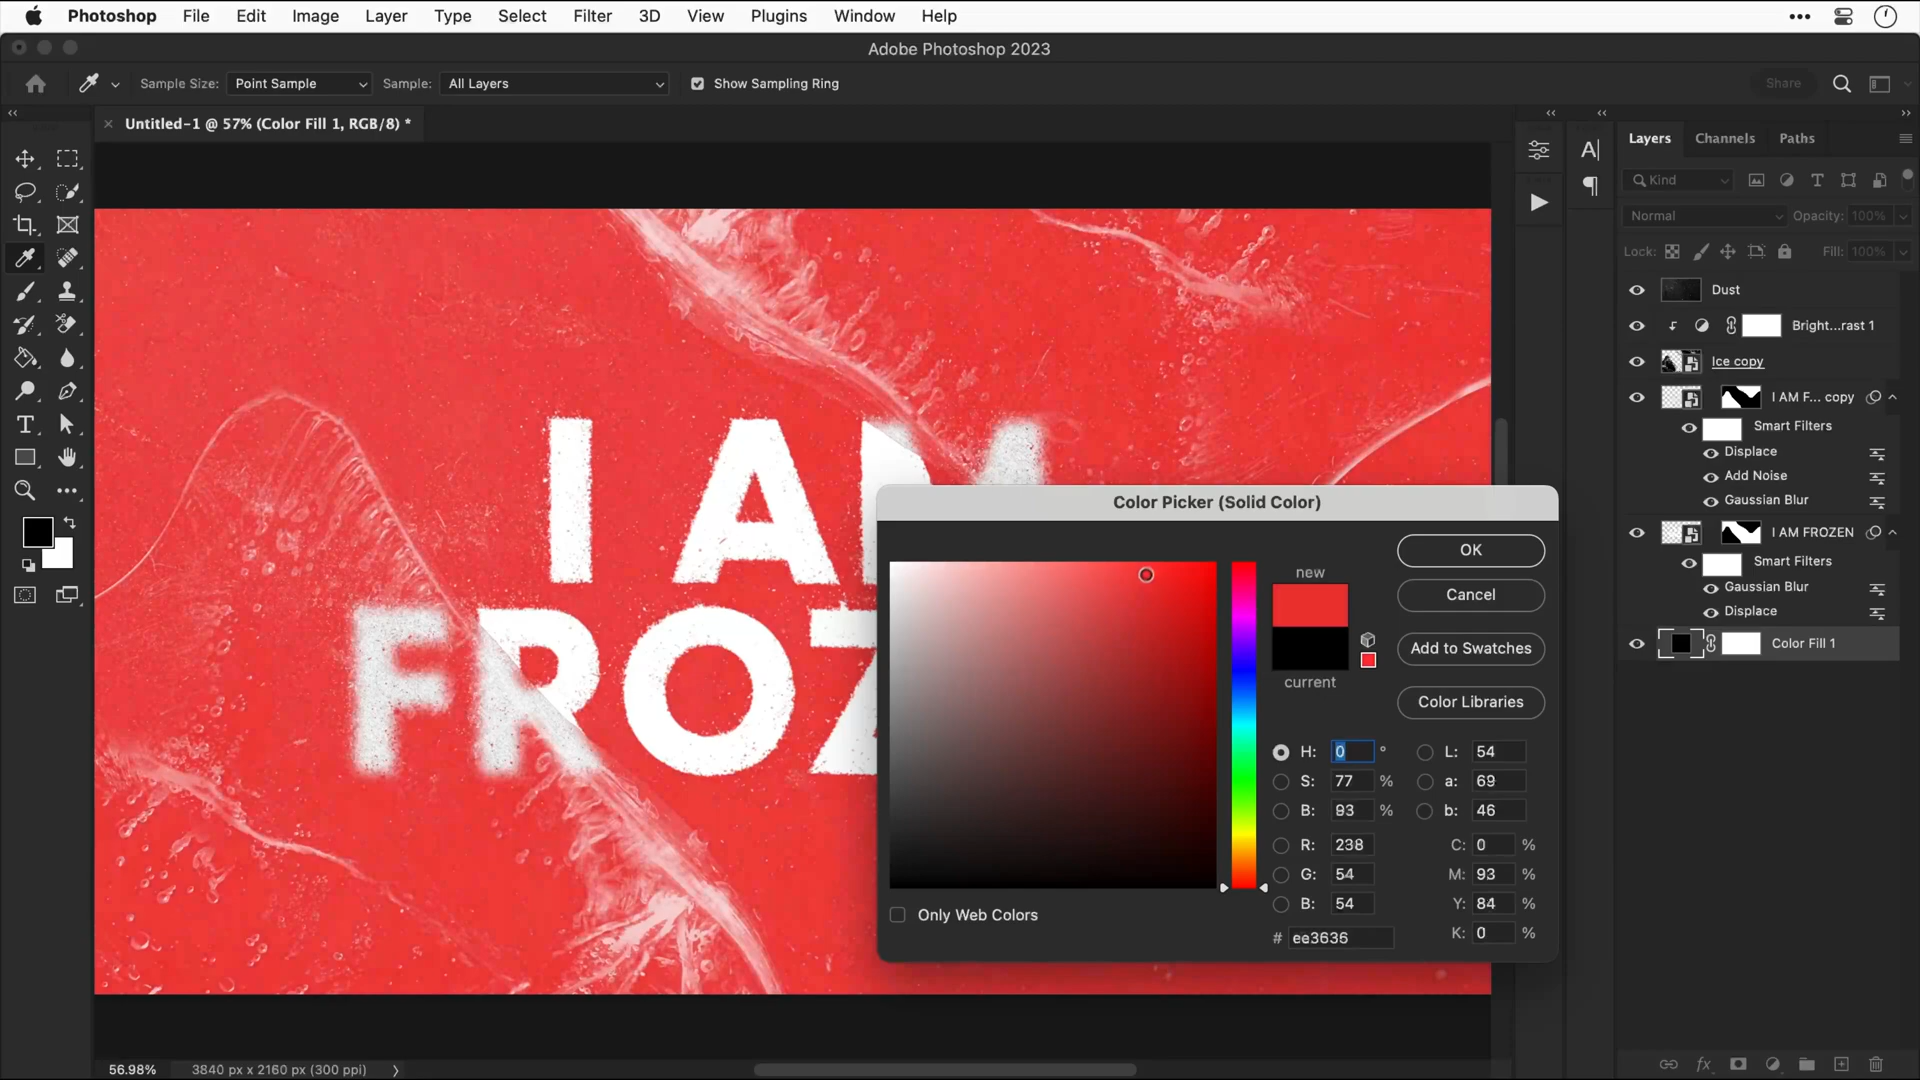 Photoshop File Edit Image Layer Type Select Filter 3D View Plugins Window Help
Adobe Photoshop 2023
Sample Size: Point Sample Sample: All Layers Show Sampling Ring Share
Untitled-1 @ 57% (Color Fill 1, RGB/8) *
Layers Channels Paths
Kind
Normal Opacity: 100%
Lock: Fill: 100%
Dust
Bright...rast 1
Ice copy
I AM F... copy
Smart Filters
Displace
Add Noise
Gaussian Blur
I AM FROZEN
Smart Filters
Gaussian Blur
Displace
Color Fill 1
I AM
FROZ
Color Picker (Solid Color)
new
current
OK
Cancel
Add to Swatches
Color Libraries
H: 0 ° L: 54
S: 77 % a: 69
B: 93 % b: 46
R: 238 C: 0 %
G: 54 M: 93 %
B: 54 Y: 84 %
# ee3636 K: 0 %
Only Web Colors
56.98% 3840 px x 2160 px (300 ppi)